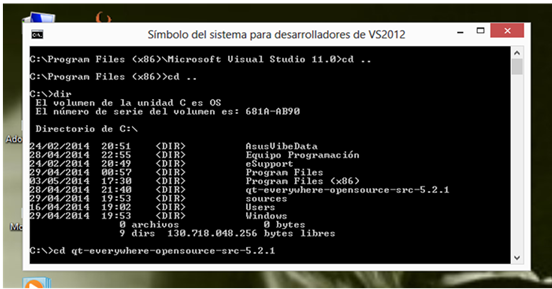 Símbolo del sistema para desarrolladores de VS2012
C:\Program Files (x86)\Microsoft Visual Studio 11.0>cd ..
C:\Program Files (x86)>cd ..
C:\>dir
El volumen de la unidad C es OS
El número de serie del volumen es: 681A-AB90
Directorio de C:\
24/02/2014 20:51 <DIR> AsusVibeData
28/04/2014 22:55 <DIR> Equipo Programación
24/02/2014 20:49 <DIR> eSupport
29/04/2014 00:57 <DIR> Program Files
03/05/2014 17:30 <DIR> Program Files (x86)
28/04/2014 21:40 <DIR> qt-everywhere-opensource-src-5.2.1
29/04/2014 19:53 <DIR> sources
16/04/2014 19:02 <DIR> Users
29/04/2014 19:53 <DIR> Windows
0 archivos 0 bytes
9 dirs 130.718.048.256 bytes libres
C:\>cd qt-everywhere-opensource-src-5.2.1